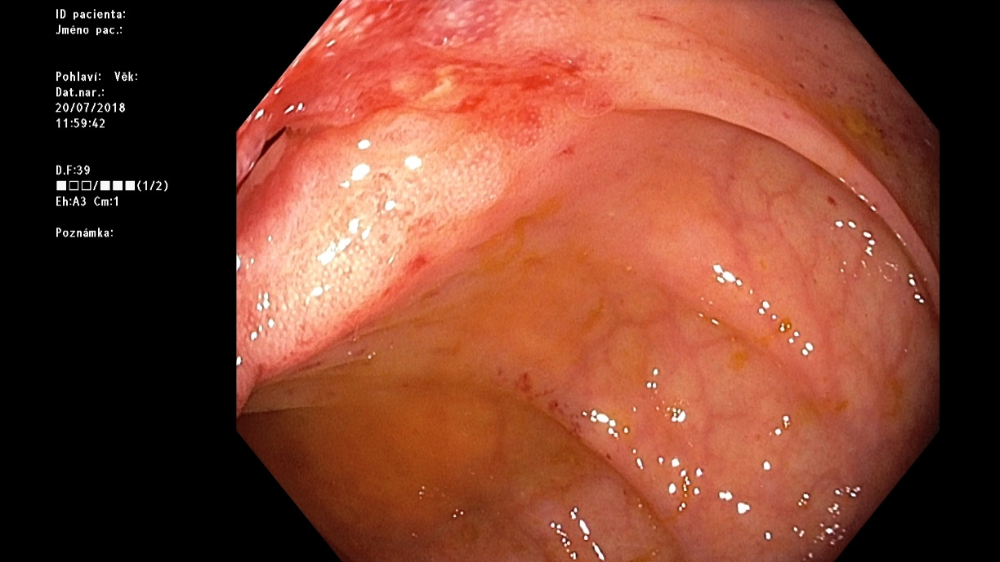 ID pacienta:
Jméno pac.:
Pohlaví: Věk:
Dat.nar.:
20/07/2018
11:59:42
D.F:39
■□□/■■■(1/2)
Eh:A3 Cm:1
Poznámka: